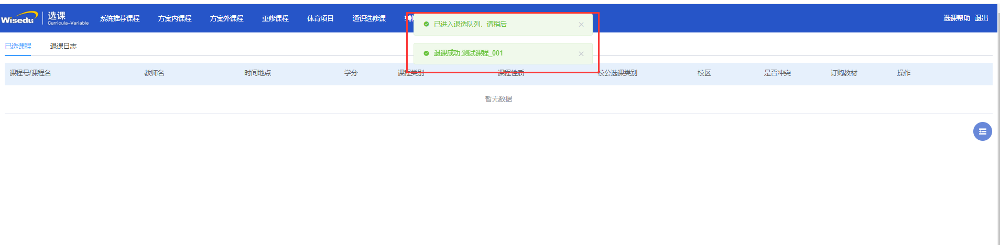 Wisedu
选课
Curricula-Variable
系统推荐课程 方案内课程 方案外课程 重修课程 体育项目 通识选修课 选课帮助 退出
已进入退选队列，请稍后
退课成功:测试课程_001
已选课程 退课日志
课程号/课程名 教师名 时间地点 学分 课程类别 课程性质 校公选课类别 校区 是否冲突 订购教材 操作
暂无数据